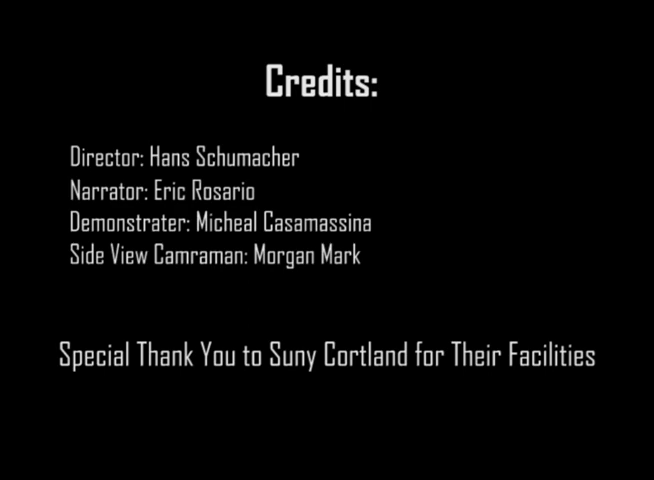 Credits:
Director: Hans Schumacher
Narrator: Eric Rosario
Demonstrater: Micheal Casamassina
Side View Camraman: Morgan Mark
Special Thank You to Suny Cortland for Their Facilities